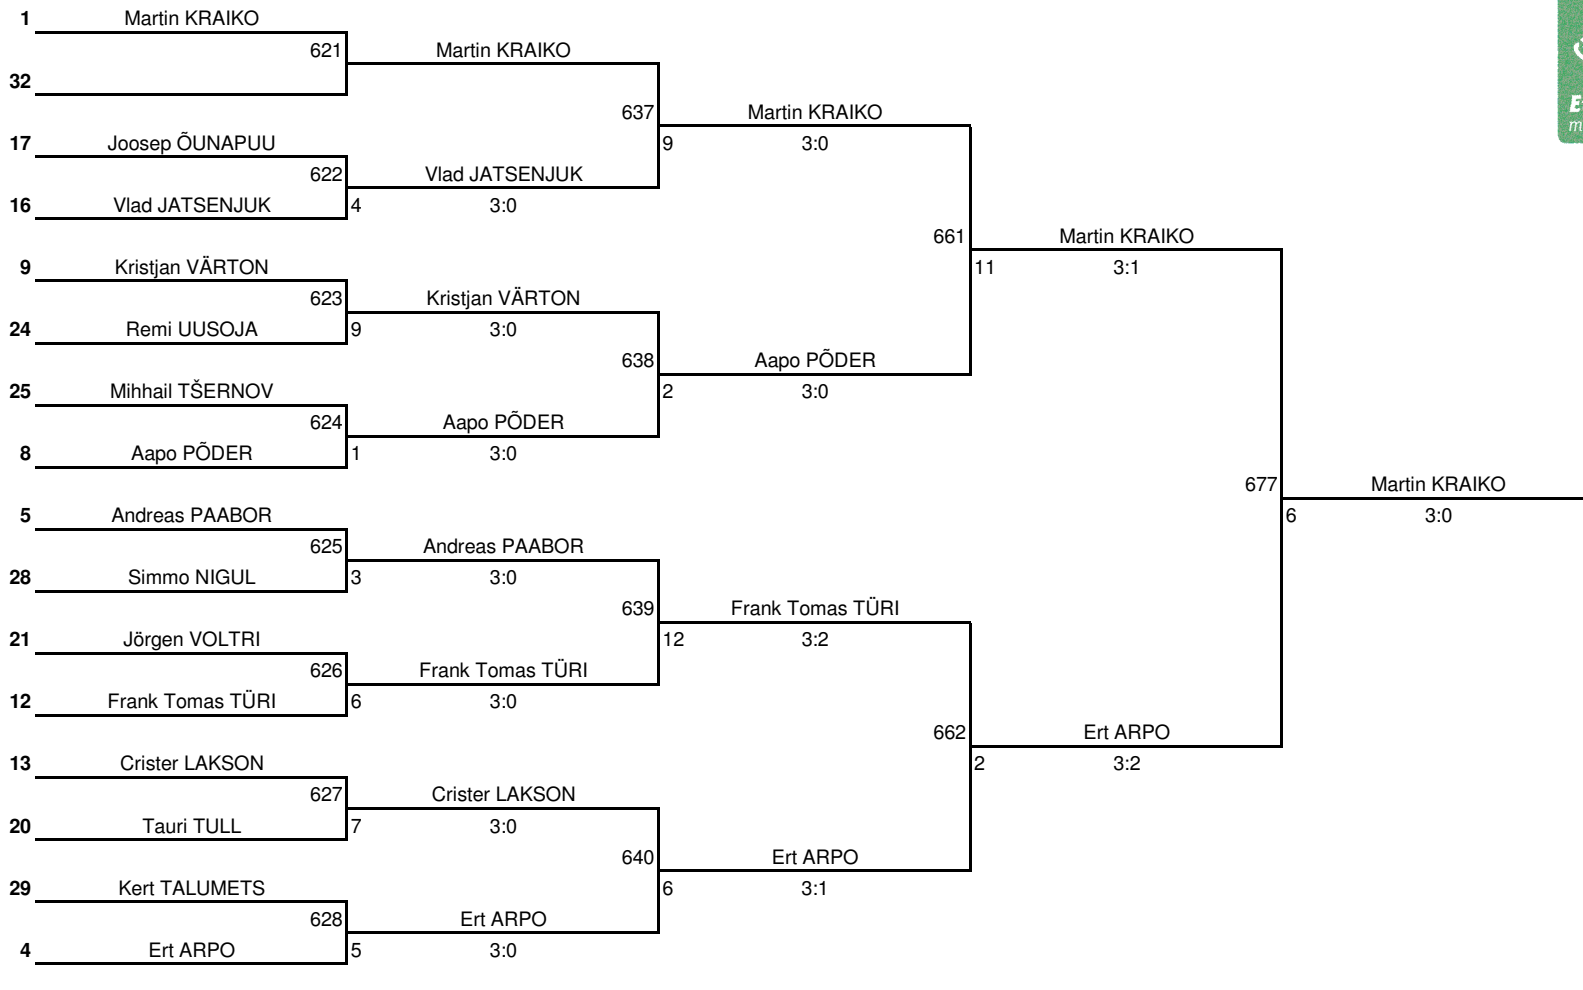 1 Martin KRAIKO
621 Martin KRAIKO
32
637 Martin KRAIKO
17 Joosep ÕUNAPUU 9 3:0
622 Vlad JATSENJUK
16 Vlad JATSENJUK 4 3:0
661 Martin KRAIKO
9 Kristjan VÄRTON 11 3:1
623 Kristjan VÄRTON
24 Remi UUSOJA 9 3:0
638 Aapo PÕDER
25 Mihhail TŠERNOV 2 3:0
624 Aapo PÕDER
8 Aapo PÕDER 1 3:0
677 Martin KRAIKO
5 Andreas PAABOR 6 3:0
625 Andreas PAABOR
28 Simmo NIGUL 3 3:0
639 Frank Tomas TÜRI
21 Jörgen VOLTRI 12 3:2
626 Frank Tomas TÜRI
12 Frank Tomas TÜRI 6 3:0
662 Ert ARPO
13 Crister LAKSON 2 3:2
627 Crister LAKSON
20 Tauri TULL 7 3:0
640 Ert ARPO
29 Kert TALUMETS 6 3:1
628 Ert ARPO
4 Ert ARPO 5 3:0